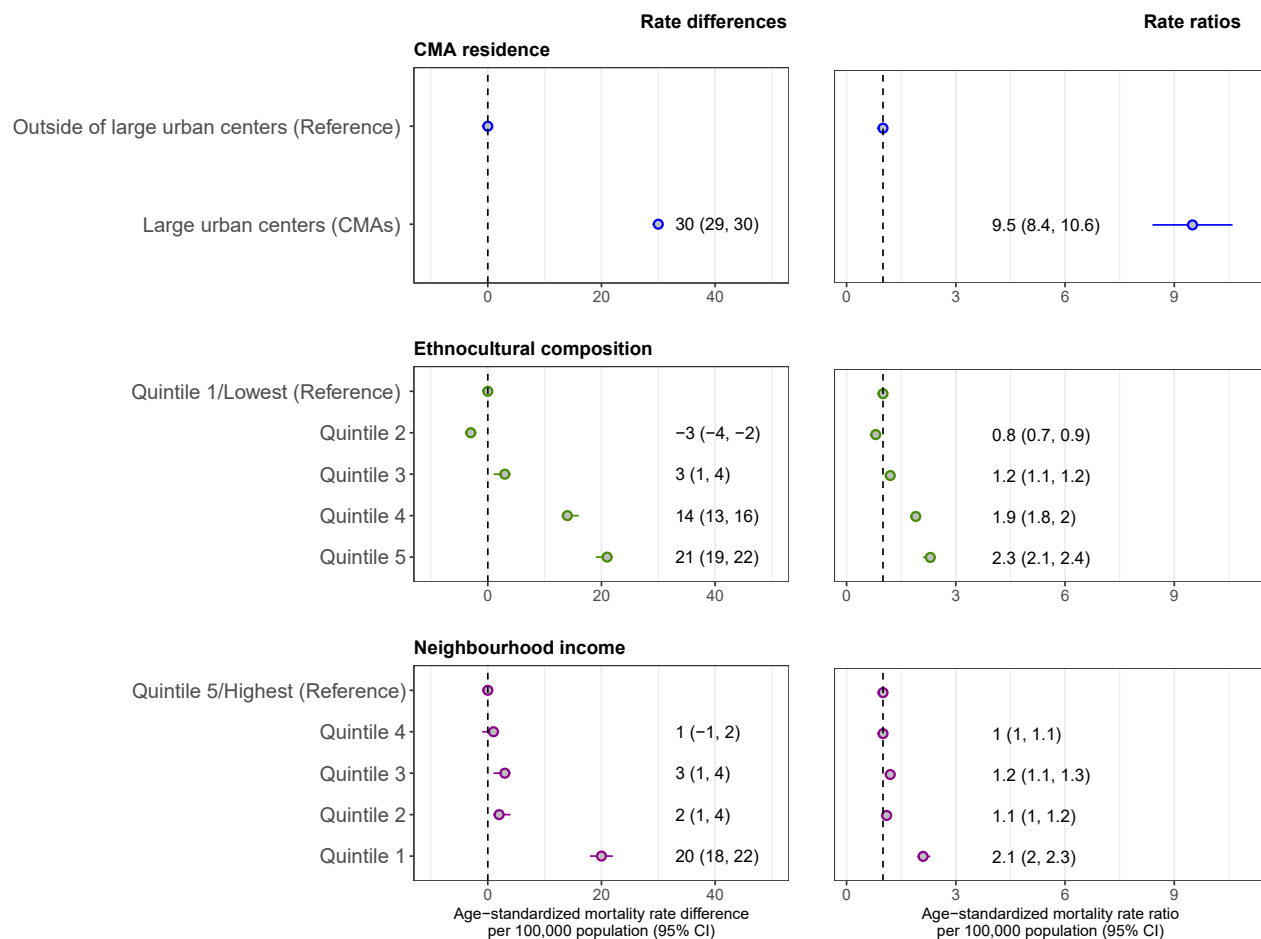 Rate differences
Rate ratios
CMA residence
Outside of large urban centers (Reference)
Large urban centers (CMAs)
30 (29, 30)
9.5 (8.4, 10.6)
0 20 40
0 3 6 9
Ethnocultural composition
Quintile 1/Lowest (Reference)
Quintile 2
−3 (−4, −2)
0.8 (0.7, 0.9)
Quintile 3
3 (1, 4)
1.2 (1.1, 1.2)
Quintile 4
14 (13, 16)
1.9 (1.8, 2)
Quintile 5
21 (19, 22)
2.3 (2.1, 2.4)
0 20 40
0 3 6 9
Neighbourhood income
Quintile 5/Highest (Reference)
Quintile 4
1 (−1, 2)
1 (1, 1.1)
Quintile 3
3 (1, 4)
1.2 (1.1, 1.3)
Quintile 2
2 (1, 4)
1.1 (1, 1.2)
Quintile 1
20 (18, 22)
2.1 (2, 2.3)
0 20 40
0 3 6 9
Age−standardized mortality rate difference
per 100,000 population (95% CI)
Age−standardized mortality rate ratio
per 100,000 population (95% CI)